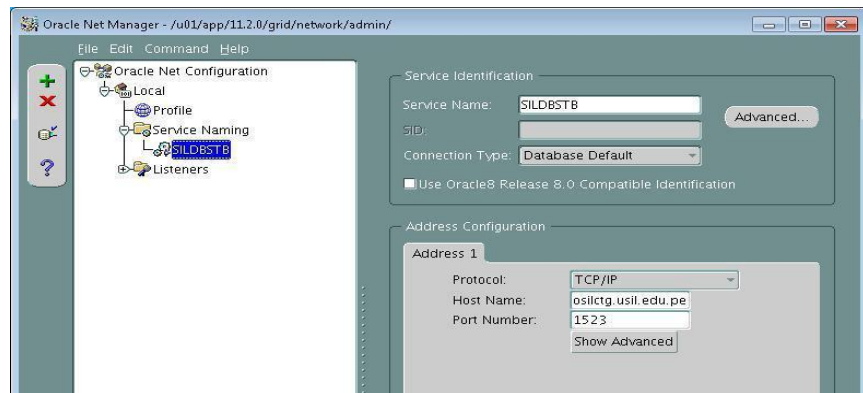 Oracle Net Manager - /u01/app/11.2.0/grid/network/admin/
File Edit Command Help
Oracle Net Configuration
Local
Profile
Service Naming
SILDBSTB
Listeners
Service Identification
Service Name: SILDBSTB
Advanced...
SID:
Connection Type: Database Default
Use Oracle8 Release 8.0 Compatible Identification
Address Configuration
Address 1
Protocol: TCP/IP
Host Name: osilctg.usil.edu.pe
Port Number: 1523
Show Advanced